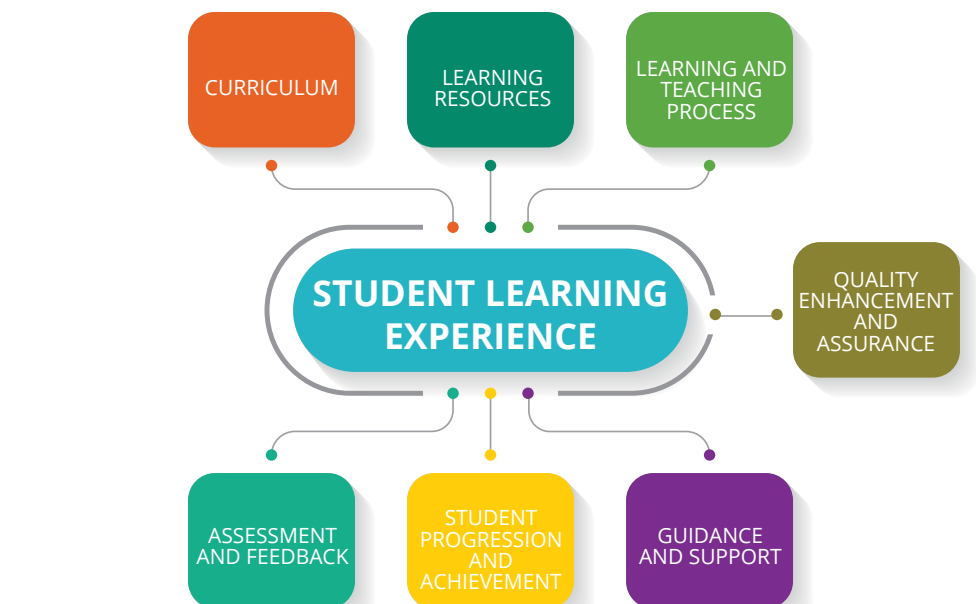 CURRICULUM
LEARNING
RESOURCES
LEARNING AND
TEACHING
PROCESS
STUDENT LEARNING
EXPERIENCE
QUALITY
ENHANCEMENT
AND
ASSURANCE
ASSESSMENT
AND FEEDBACK
STUDENT
PROGRESSION
AND
ACHIEVEMENT
GUIDANCE
AND SUPPORT